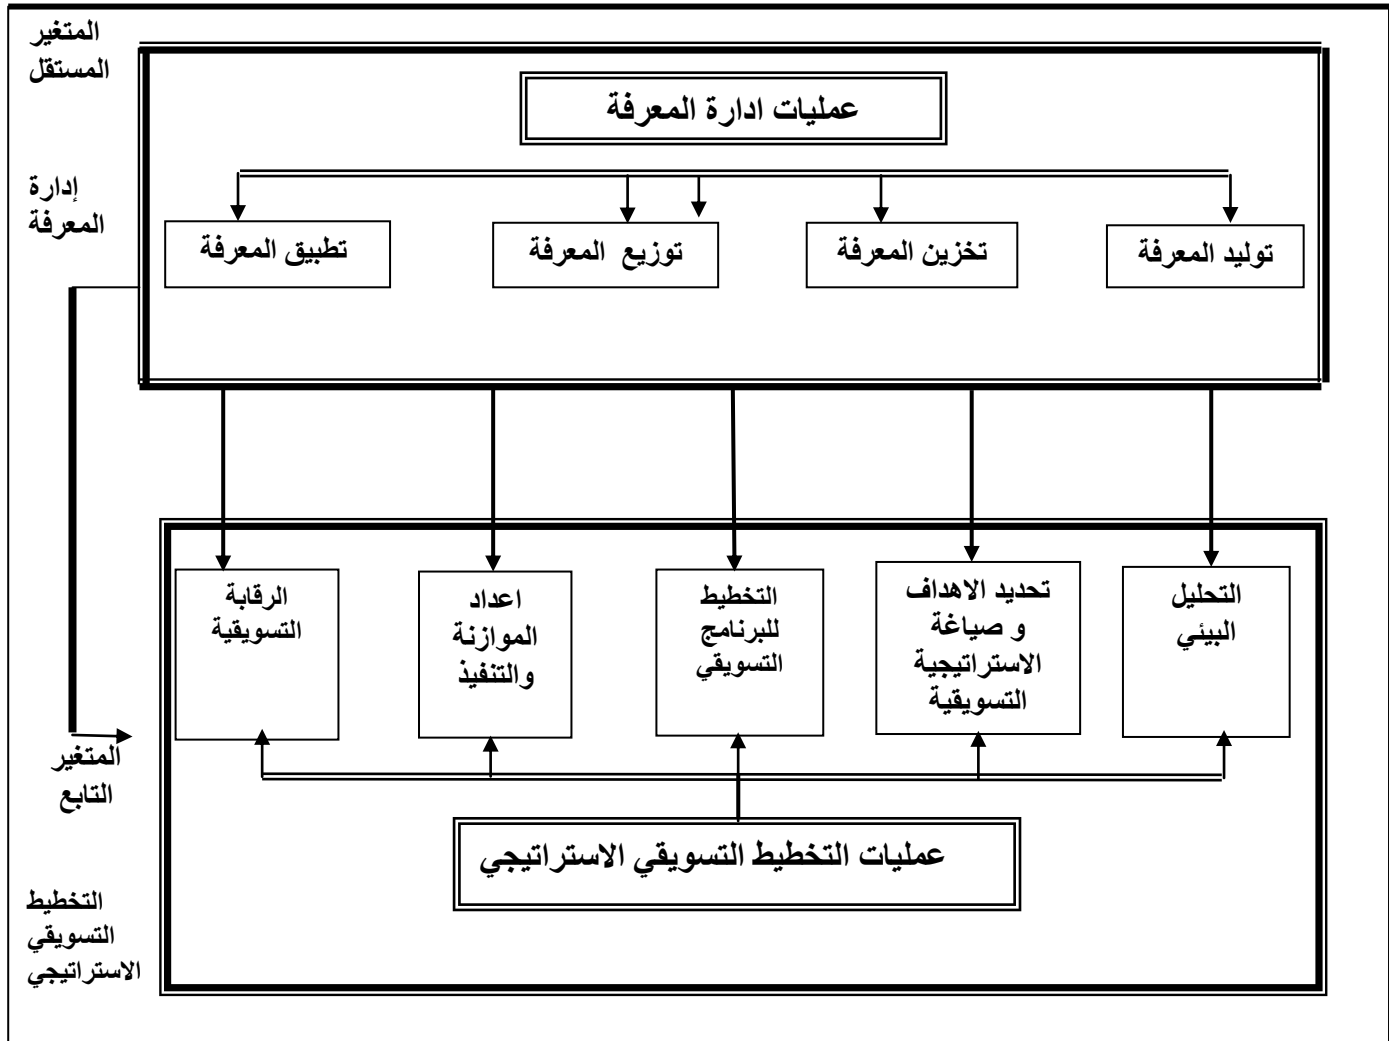 المتغير
المستقل
عمليات ادارة المعرفة
إدارة
المعرفة
توليد المعرفة
تخزين المعرفة
توزيع المعرفة
تطبيق المعرفة
التحليل
البيئي
تحديد الاهداف
و صياغة
الاستراتيجية
التسويقية
التخطيط
للبرنامج
التسويقي
اعداد
الموازنة
والتنفيذ
الرقابة
التسويقية
المتغير
التابع
عمليات التخطيط التسويقي الاستراتيجي
التخطيط
التسويقي
الاستراتيجي